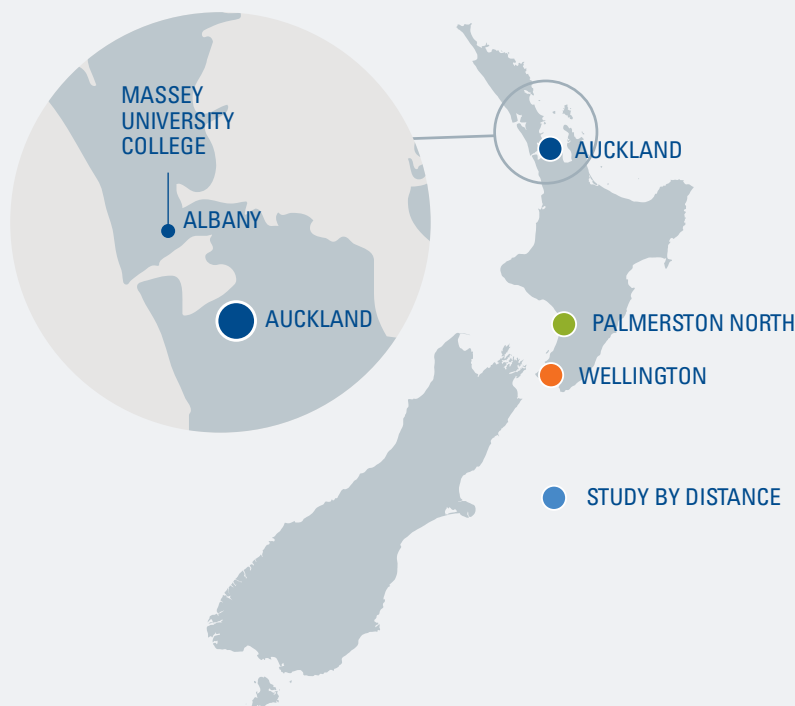 MASSEY
UNIVERSITY
COLLEGE
ALBANY
AUCKLAND
AUCKLAND
PALMERSTON NORTH
WELLINGTON
STUDY BY DISTANCE